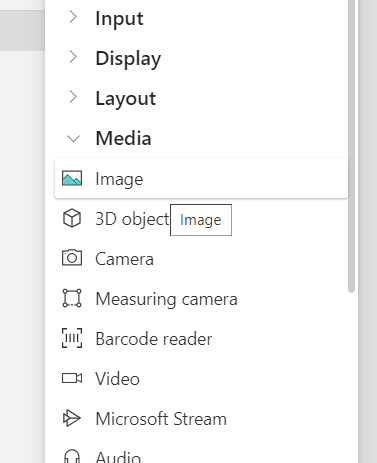 Input
Display
Layout
Media
Image
3D object
Image
Camera
Measuring camera
Barcode reader
Video
Microsoft Stream
Audio